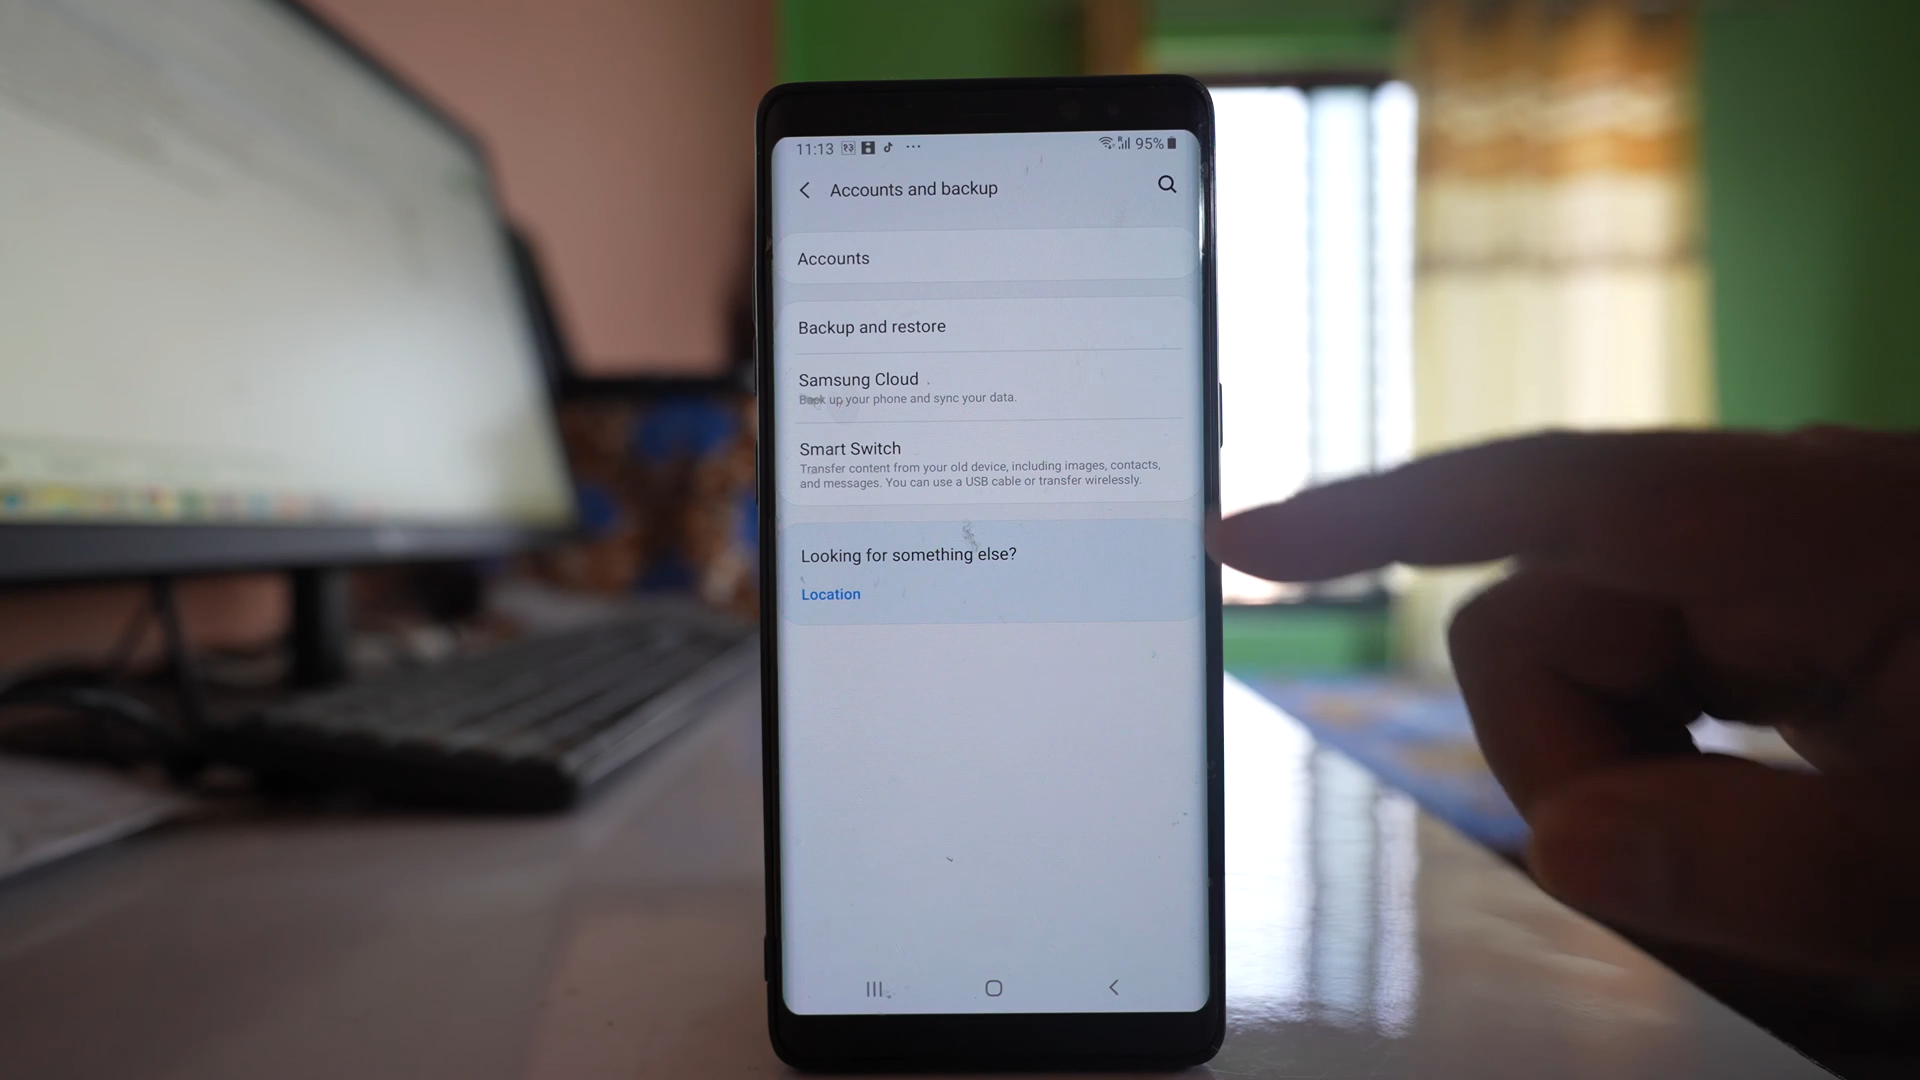 11:13 95%
Accounts and backup
Accounts
Backup and restore
Samsung Cloud
Back up your phone and sync your data.
Smart Switch
Transfer content from your old device, including images, contacts,
and messages. You can use a USB cable or transfer wirelessly.
Looking for something else?
Location